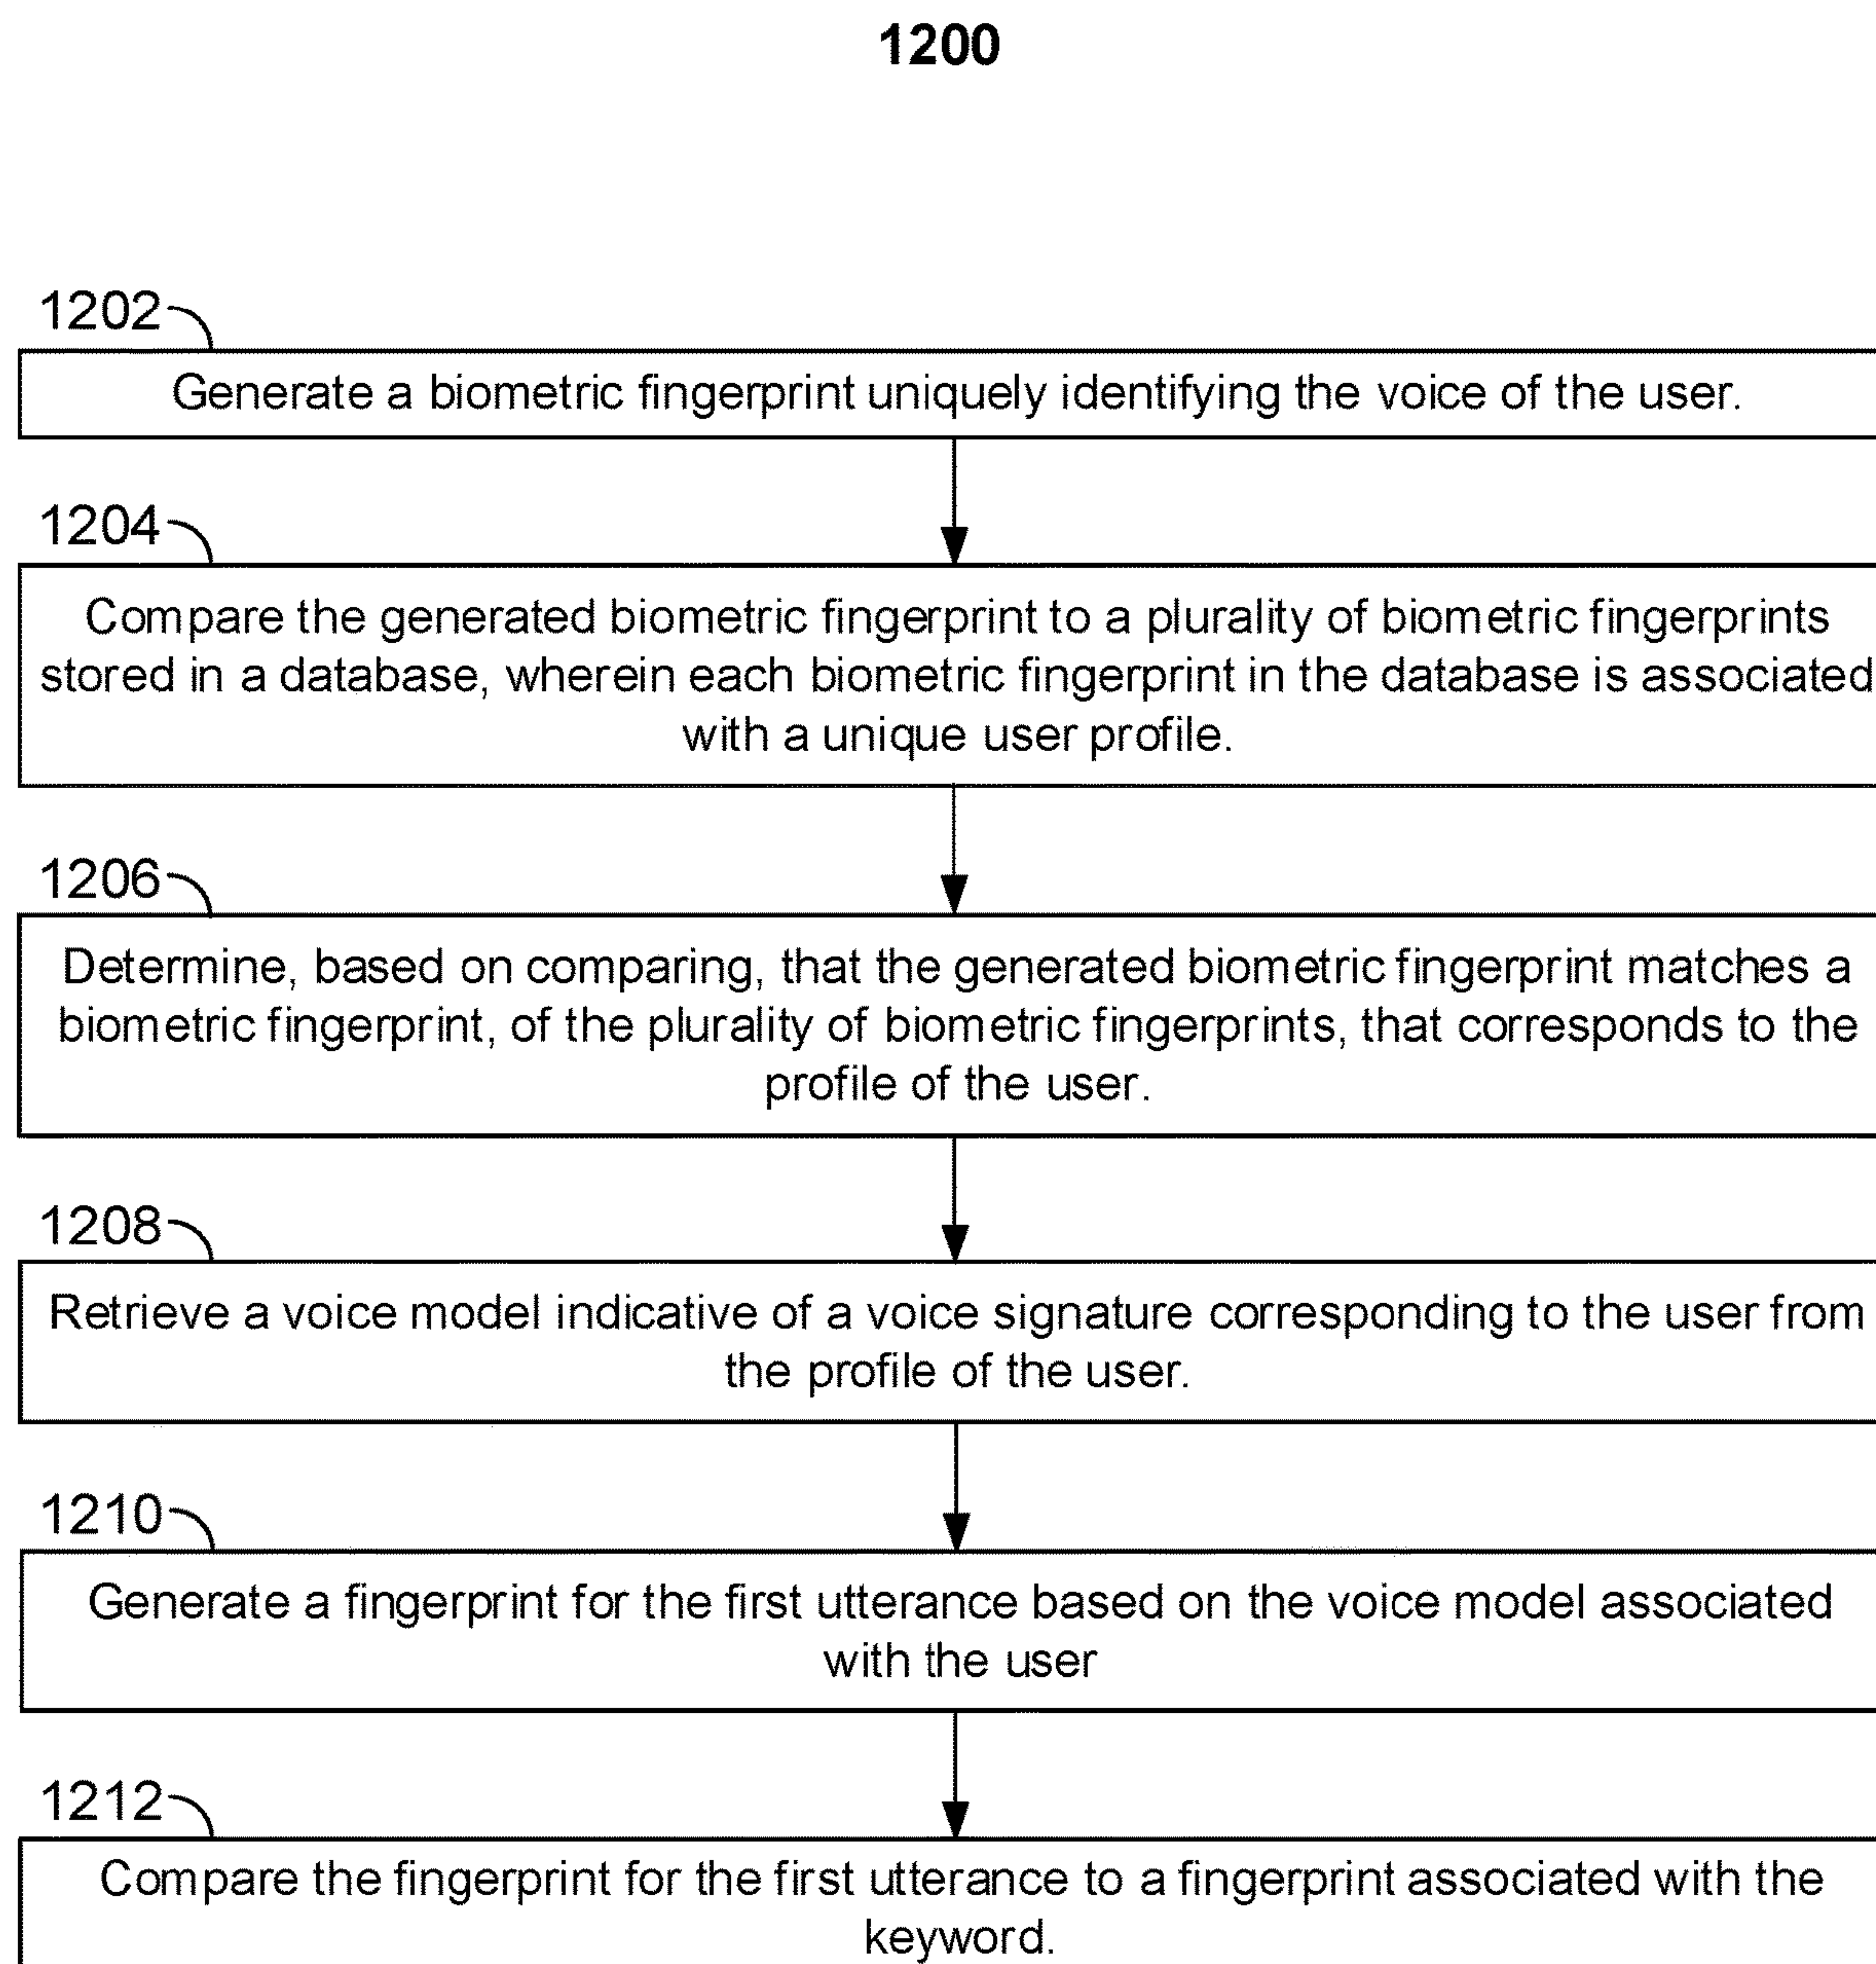 1200
1202
Generate a biometric fingerprint uniquely identifying the voice of the user.
1204
Compare the generated biometric fingerprint to a plurality of biometric fingerprints
stored in a database, wherein each biometric fingerprint in the database is associated
with a unique user profile.
1206
Determine, based on comparing, that the generated biometric fingerprint matches a
biometric fingerprint, of the plurality of biometric fingerprints, that corresponds to the
profile of the user.
1208
Retrieve a voice model indicative of a voice signature corresponding to the user from
the profile of the user.
1210
Generate a fingerprint for the first utterance based on the voice model associated
with the user
1212
Compare the fingerprint for the first utterance to a fingerprint associated with the
keyword.